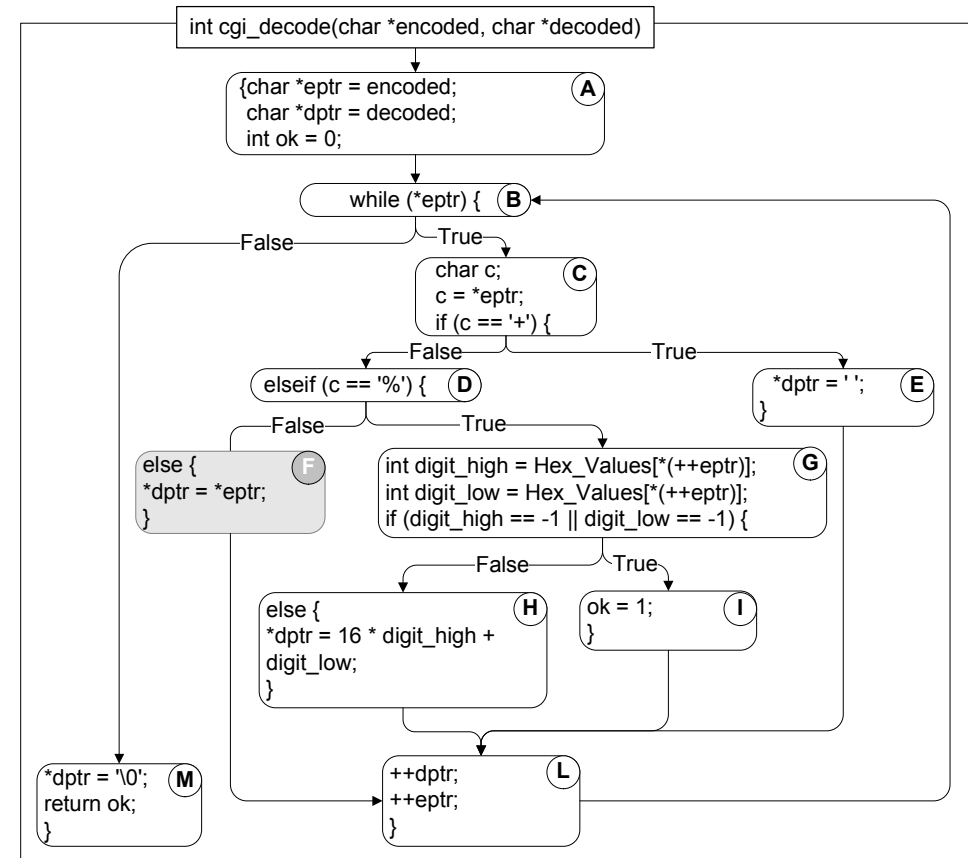 int cgi_decode(char *encoded, char *decoded)
{char *eptr = encoded;
char *dptr = decoded;
int ok = 0;
A
while (*eptr) {
B
False
True
char c;
c = *eptr;
if (c == '+') {
C
False
True
elseif (c == '%') {
D
*dptr = ' ';
}
E
False
True
else {
*dptr = *eptr;
}
F
int digit_high = Hex_Values[*(++eptr)];
int digit_low = Hex_Values[*(++eptr)];
if (digit_high == -1 || digit_low == -1) {
G
False
True
else {
*dptr = 16 * digit_high +
digit_low;
}
H
ok = 1;
}
I
*dptr = '\0';
return ok;
}
M
++dptr;
++eptr;
}
L